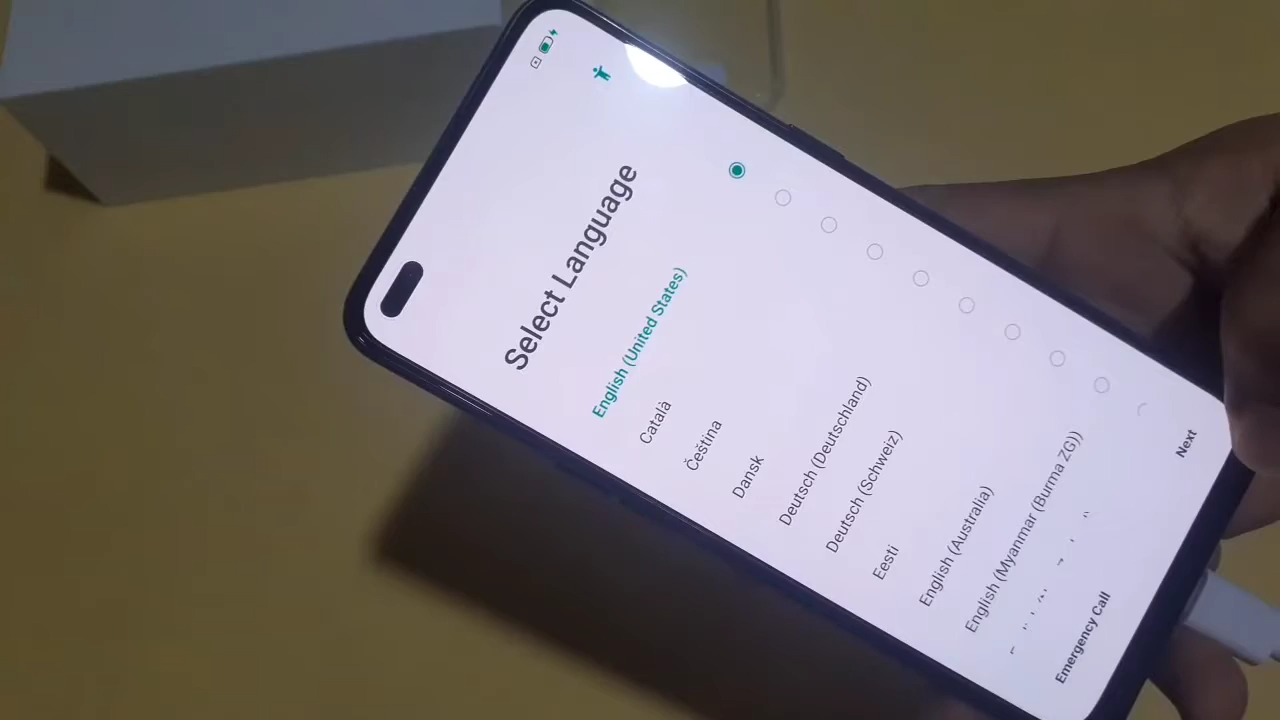 Select Language
English (United States)
Català
Čeština
Dansk
Deutsch (Deutschland)
Deutsch (Schweiz)
Eesti
English (Australia)
English (Myanmar (Burma ZG))
Emergency Call
Next